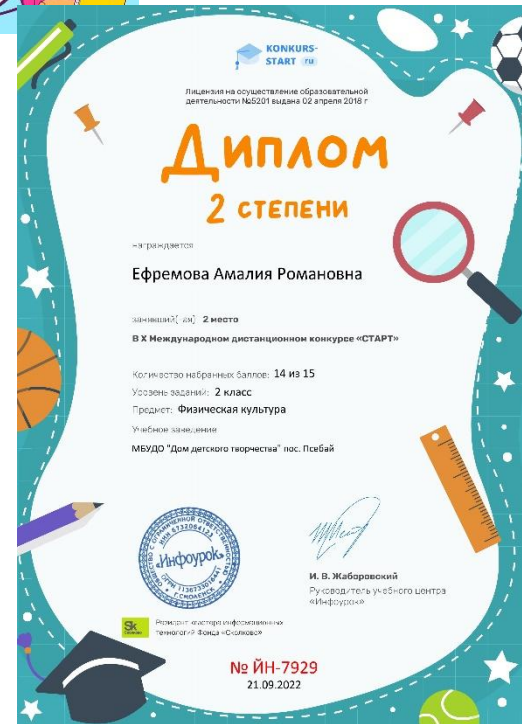 KONKURS-
START ru
Лицензия на осуществление образовательной
деятельности №5201 выдана 02 апреля 2018 г
Диплом
2 степени
награждается
Ефремова Амалия Романовна
занявший(-ая) 2 место
В X Международном дистанционном конкурсе «СТАРТ»
Количество набранных баллов: 14 из 15
Уровень заданий: 2 класс
Предмет: Физическая культура
Учебное заведение:
МБУДО "Дом детского творчества" пос. Псебай
«Инфоурок»
Г.СМОЛЕНСК
И. В. Жаборовский
Руководитель учебного центра
«Инфоурок»
Sk
Резидент кластера информационных
технологий Фонда «Сколково»
№ ЙН-7929
21.09.2022